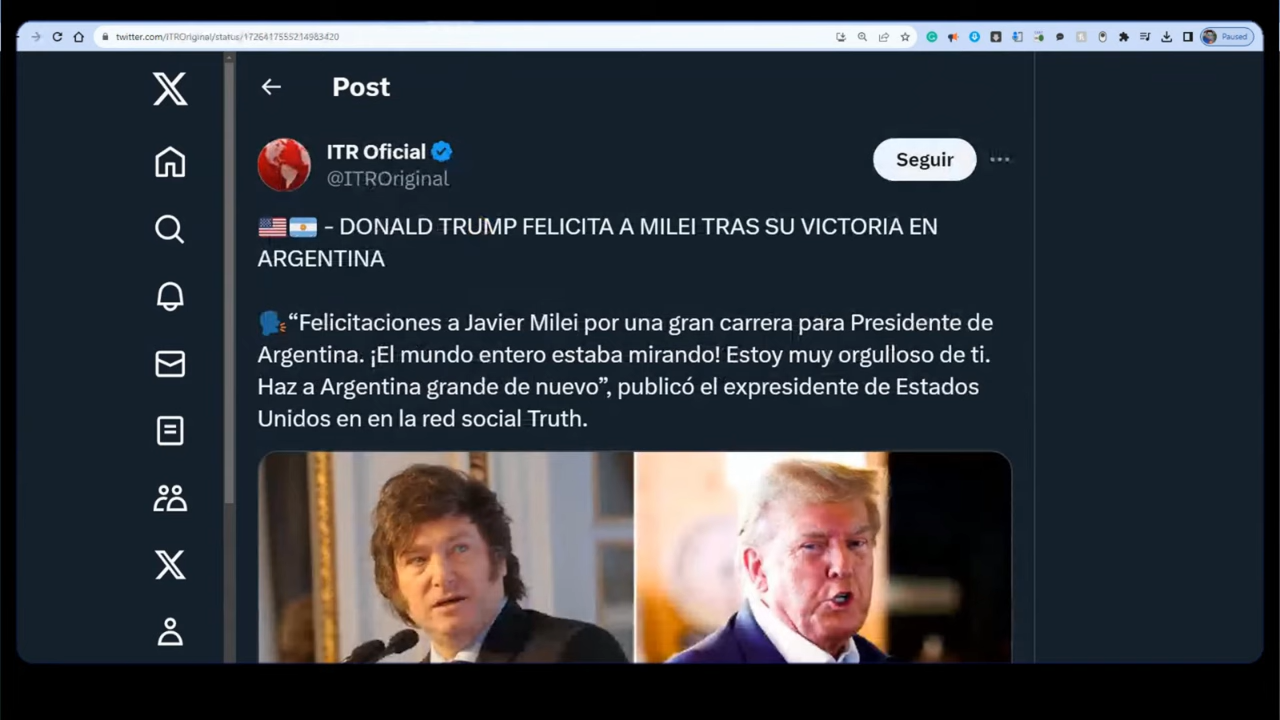 twitter.com/ITROriginal/status/1726417555214983420
Paused
Post
ITR Oficial
@ITROriginal
Seguir
- DONALD TRUMP FELICITA A MILEI TRAS SU VICTORIA EN
ARGENTINA
“Felicitaciones a Javier Milei por una gran carrera para Presidente de
Argentina. ¡El mundo entero estaba mirando! Estoy muy orgulloso de ti.
Haz a Argentina grande de nuevo”, publicó el expresidente de Estados
Unidos en en la red social Truth.